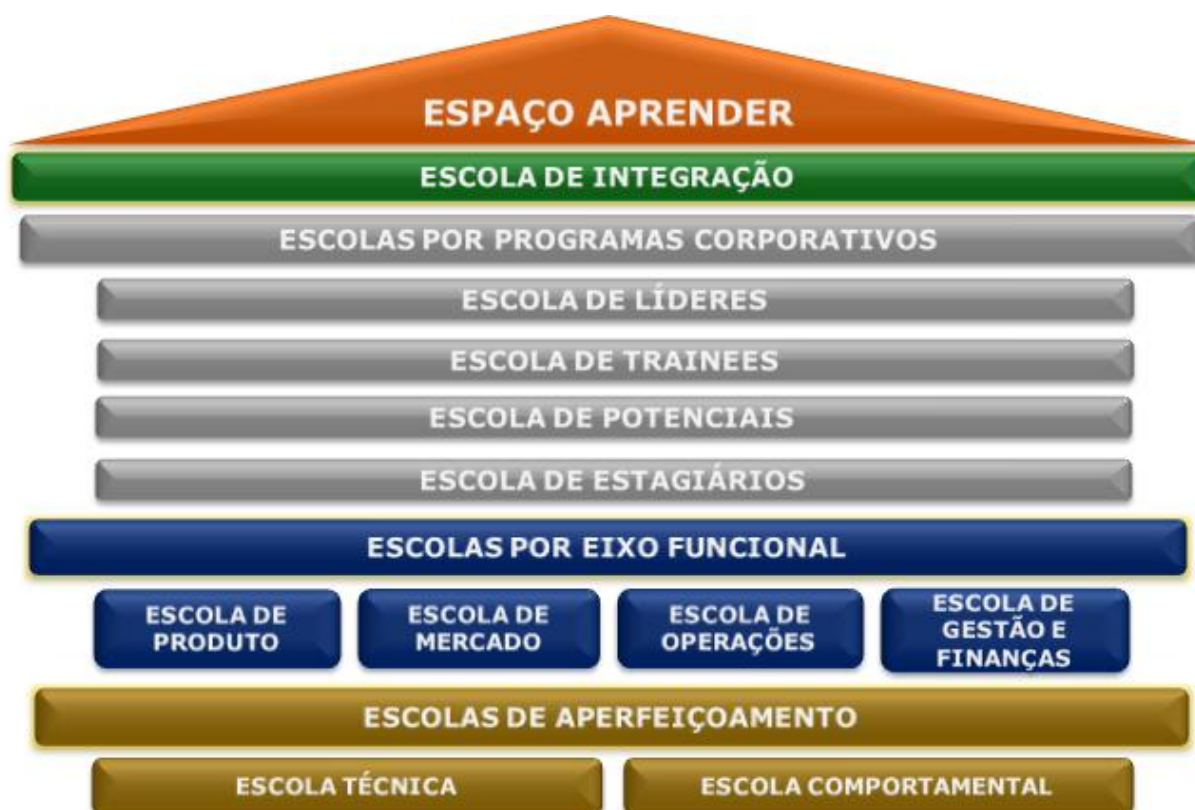 ESPAÇO APRENDER
ESCOLA DE INTEGRAÇÃO
ESCOLAS POR PROGRAMAS CORPORATIVOS
ESCOLA DE LÍDERES
ESCOLA DE TRAINEES
ESCOLA DE POTENCIAIS
ESCOLA DE ESTAGIÁRIOS
ESCOLAS POR EIXO FUNCIONAL
ESCOLA DE
PRODUTO
ESCOLA DE
MERCADO
ESCOLA DE
OPERAÇÕES
ESCOLA DE
GESTÃO E
FINANÇAS
ESCOLAS DE APERFEIÇOAMENTO
ESCOLA TÉCNICA
ESCOLA COMPORTAMENTAL